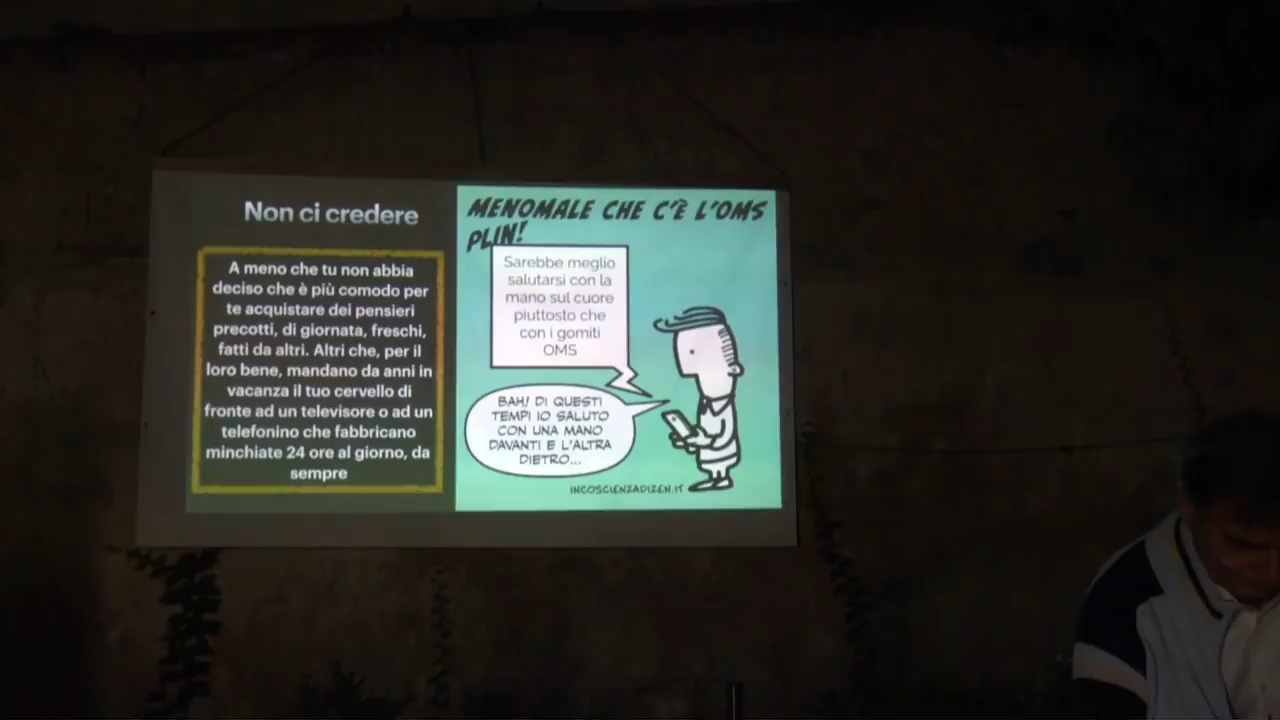 Non ci credere
A meno che tu non abbia
deciso che è più comodo per
te acquistare dei pensieri
precotti, di giornata, freschi,
fatti da altri. Altri che, per il
loro bene, mandano da anni in
vacanza il tuo cervello di
fronte ad un televisore o ad un
telefonino che fabbricano
minchiate 24 ore al giorno, da
sempre
MENOMALE CHE C'È L'OMS
PLIN!
Sarebbe meglio
salutarsi con la
mano sul cuore
piuttosto che
con i gomiti
OMS
BAH! DI QUESTI
TEMPI IO SALUTO
CON UNA MANO
DAVANTI E L'ALTRA
DIETRO...
INCOSCIENZADIZEN.IT